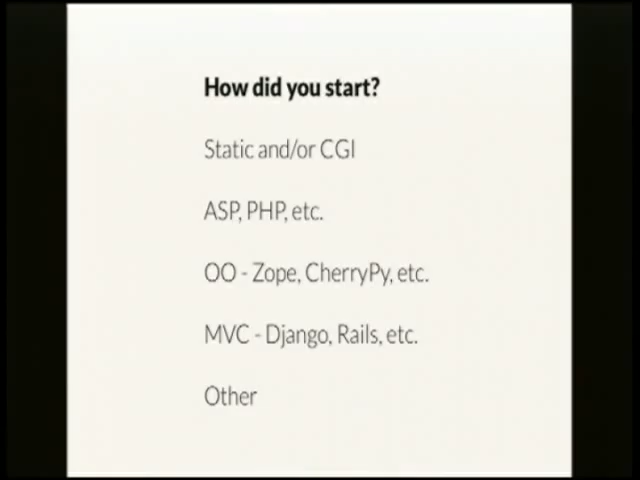 How did you start?
Static and/or CGI
ASP, PHP, etc.
OO - Zope, CherryPy, etc.
MVC - Django, Rails, etc.
Other